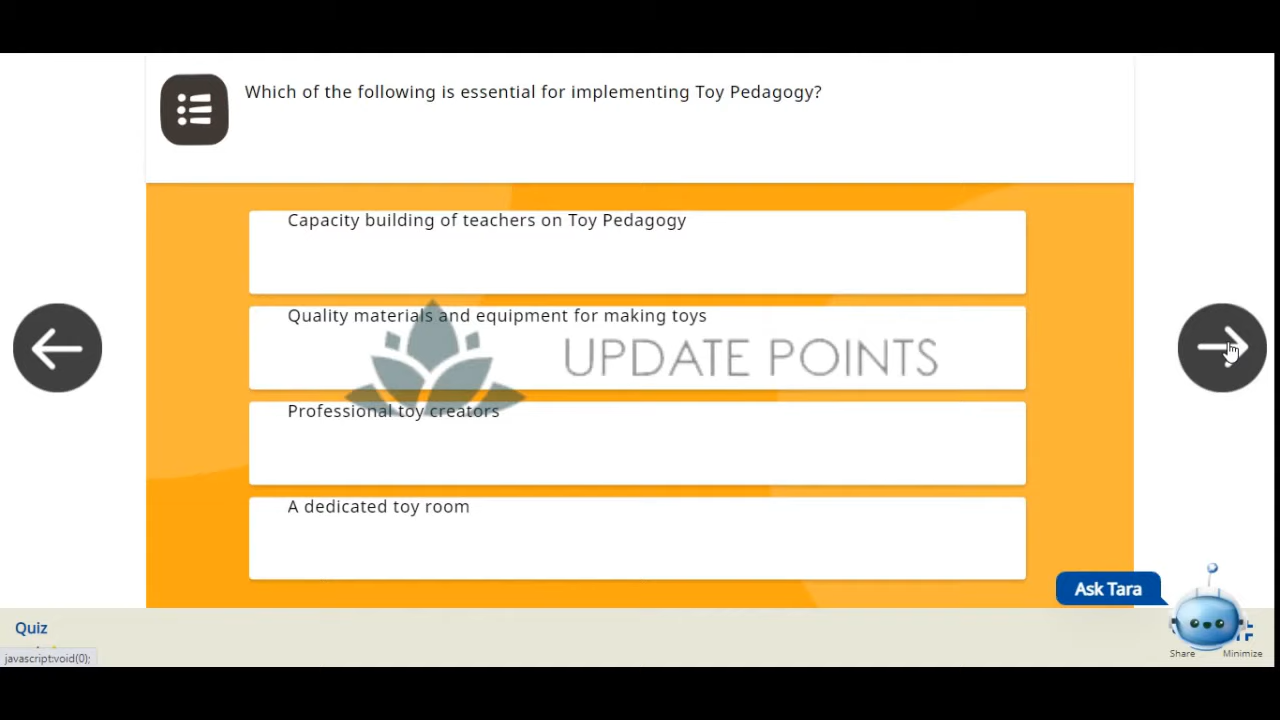 Which of the following is essential for implementing Toy Pedagogy?
Capacity building of teachers on Toy Pedagogy
Quality materials and equipment for making toys
UPDATE POINTS
Professional toy creators
A dedicated toy room
Ask Tara
Quiz
javascript:void(0);
Share
Minimize